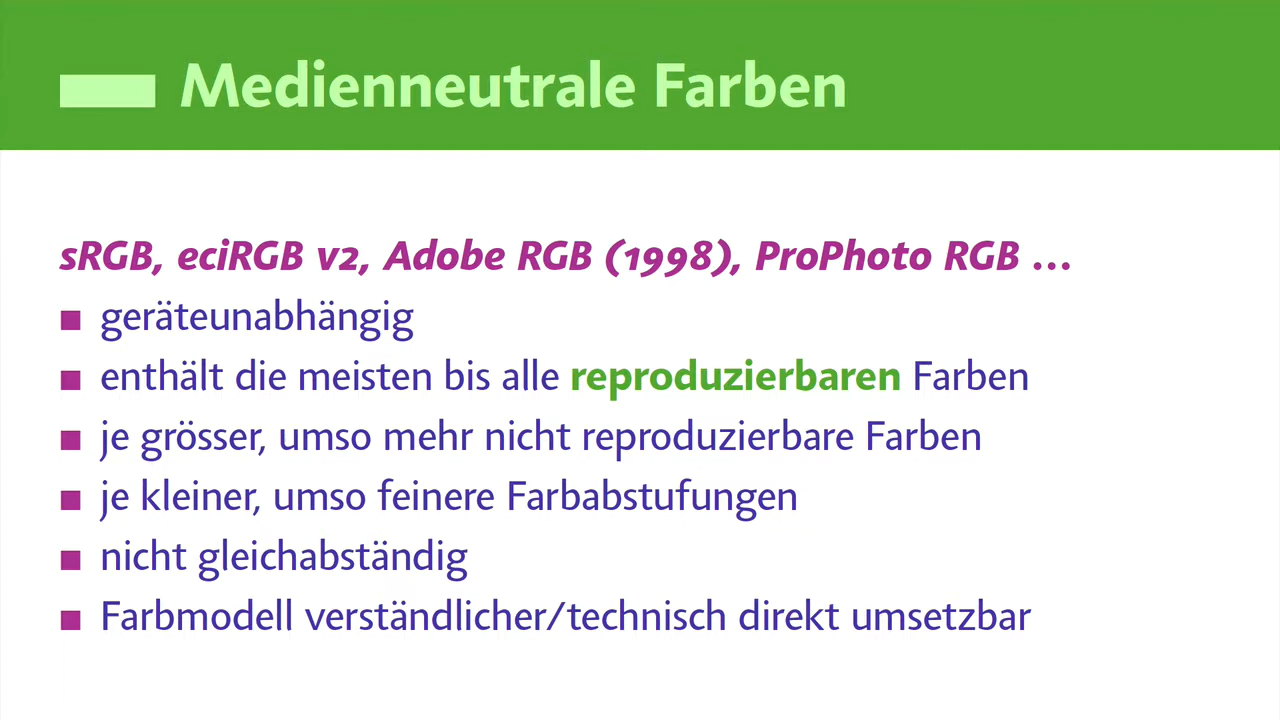 Medienneutrale Farben
sRGB, eciRGB v2, Adobe RGB (1998), ProPhoto RGB ...
geräteunabhängig
enthält die meisten bis alle reproduzierbaren Farben
je grösser, umso mehr nicht reproduzierbare Farben
je kleiner, umso feinere Farbabstufungen
nicht gleichabständig
Farbmodell verständlicher/technisch direkt umsetzbar